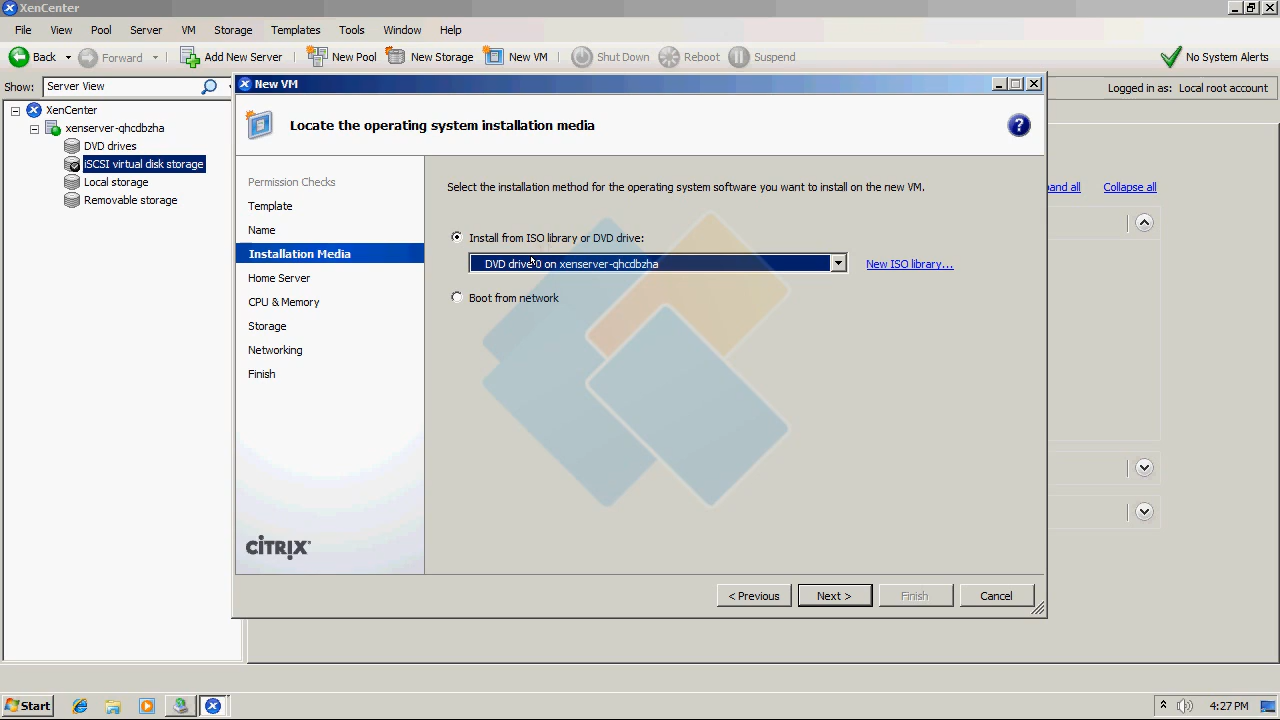 XenCenter
File View Pool Server VM Storage Templates Tools Window Help
Back Forward Add New Server New Pool New Storage New VM Shut Down Reboot Suspend No System Alerts
Show: Server View
Logged in as: Local root account
XenCenter
xenserver-qhcdbzha
DVD drives
iSCSI virtual disk storage
Local storage
Removable storage
and all Collapse all
New VM
Locate the operating system installation media
?
Permission Checks
Template
Name
Installation Media
Home Server
CPU & Memory
Storage
Networking
Finish
CITRIX
Select the installation method for the operating system software you want to install on the new VM.
Install from ISO library or DVD drive:
DVD drive 0 on xenserver-qhcdbzha
New ISO library...
Boot from network
< Previous Next > Finish Cancel
Start
4:27 PM